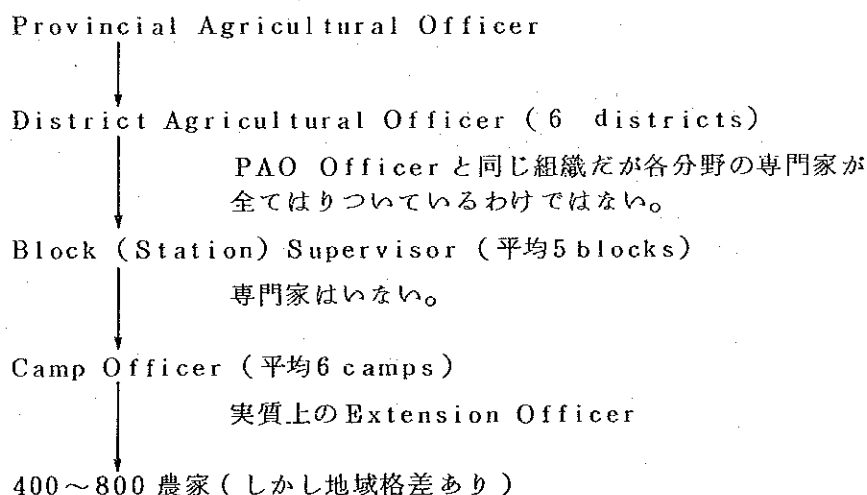 Provincial Agricultural Officer
District Agricultural Officer (6 districts)
PAO Officerと同じ組織だが各分野の専門家が
全てはりついているわけではない。
Block (Station) Supervisor (平均5 blocks)
専門家はいない。
Camp Officer (平均6 camps)
実質上のExtension Officer
400～800 農家(しかし地域格差あり)